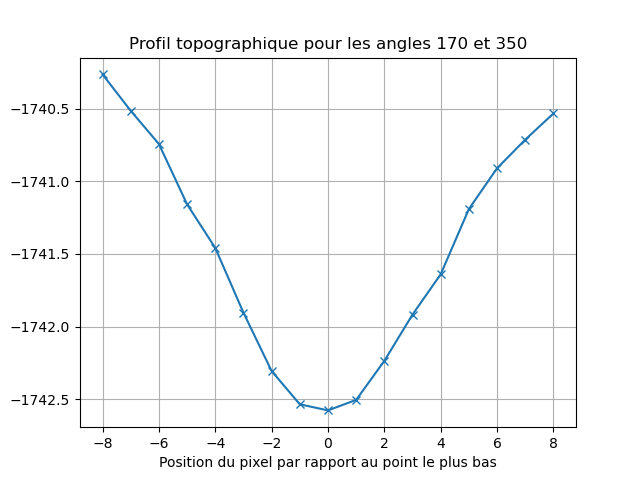 Profil topographique pour les angles 170 et 350
−1740.5
−1741.0
−1741.5
−1742.0
−1742.5
−8 −6 −4 −2 0 2 4 6 8
Position du pixel par rapport au point le plus bas